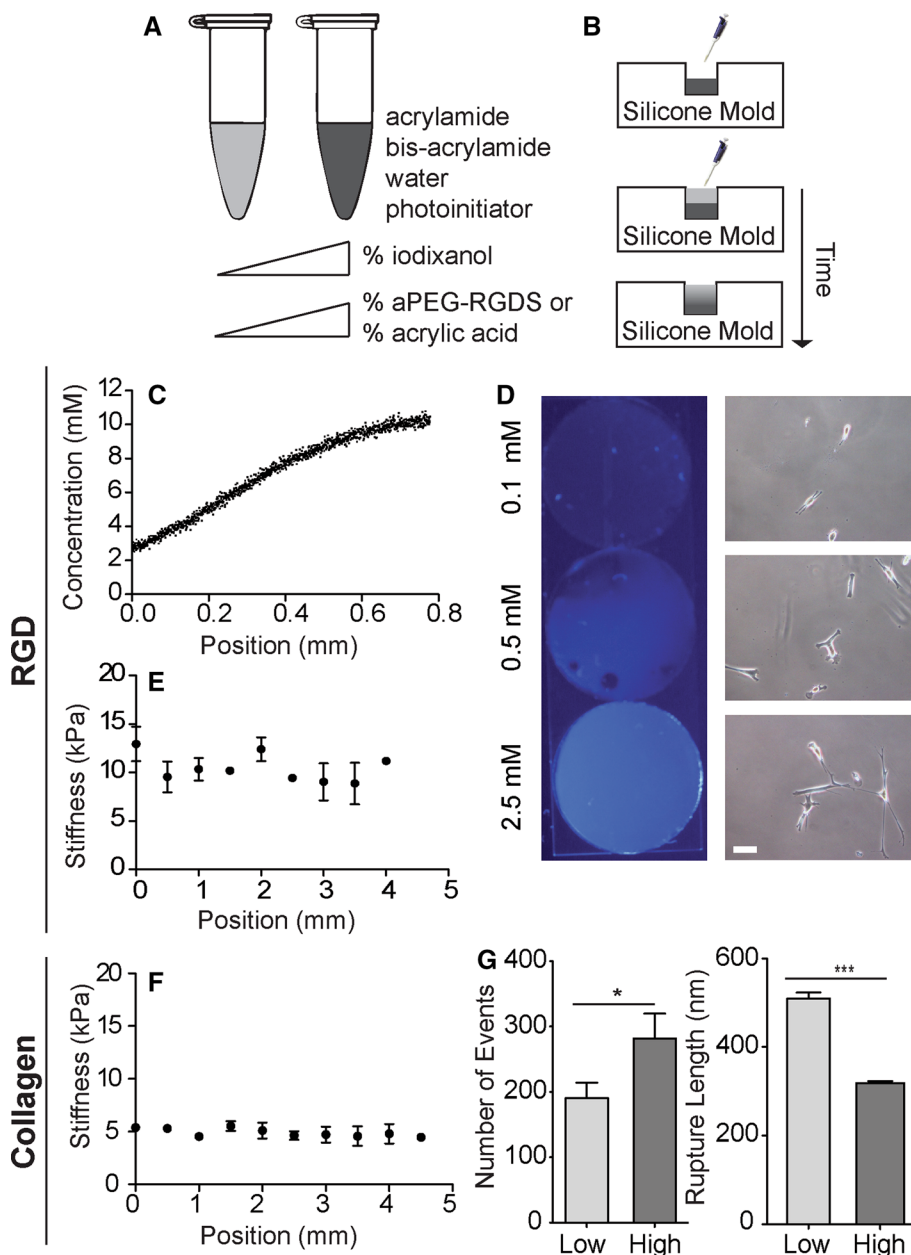 A
acrylamide
bis-acrylamide
water
photoinitiator
% iodixanol
% aPEG-RGDS or
% acrylic acid
B
Silicone Mold
Silicone Mold
Silicone Mold
Time
RGD
C
Concentration (mM)
12
10
8
6
4
2
0
0.0 0.2 0.4 0.6 0.8
Position (mm)
D
0.1 mM
0.5 mM
2.5 mM
E
Stiffness (kPa)
20
15
10
5
0
0 1 2 3 4 5
Position (mm)
Collagen
F
Stiffness (kPa)
20
15
10
5
0
0 1 2 3 4 5
Position (mm)
G
Number of Events
400
300
200
100
0
*
Low High
Rupture Length (nm)
600
400
200
0
***
Low High